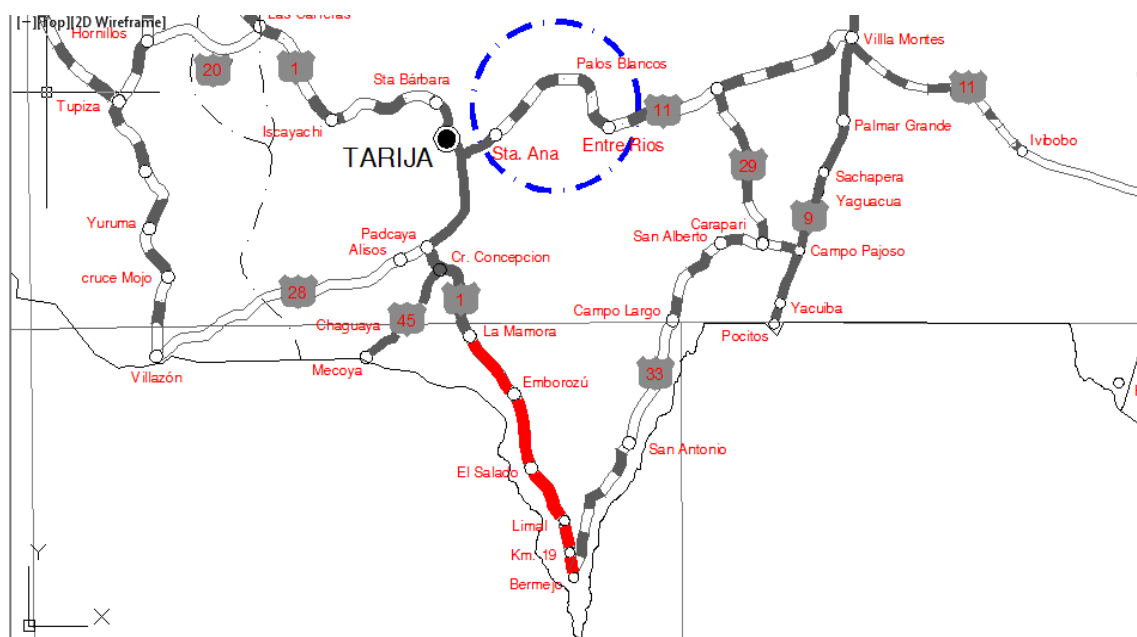 [−][Top][2D Wireframe]
Hornillos
20
1
Sta Bárbara
Palos Blancos
Villla Montes
11
11
Tupiza
Iscayachi
TARIJA
Sta. Ana
Entre Rios
Palmar Grande
Ivibobo
29
Sachapera
Yaguacua
Yuruma
Padcaya
Alisos
Carapari
San Alberto
9
Campo Pajoso
Cr. Concepcion
cruce Mojo
28
1
Chaguaya
45
Campo Largo
Yacuiba
La Mamora
Pocitos
Villazón
Mecoya
33
Emborozú
San Antonio
El Salado
Limal
Km. 19
Bermejo
Y
X